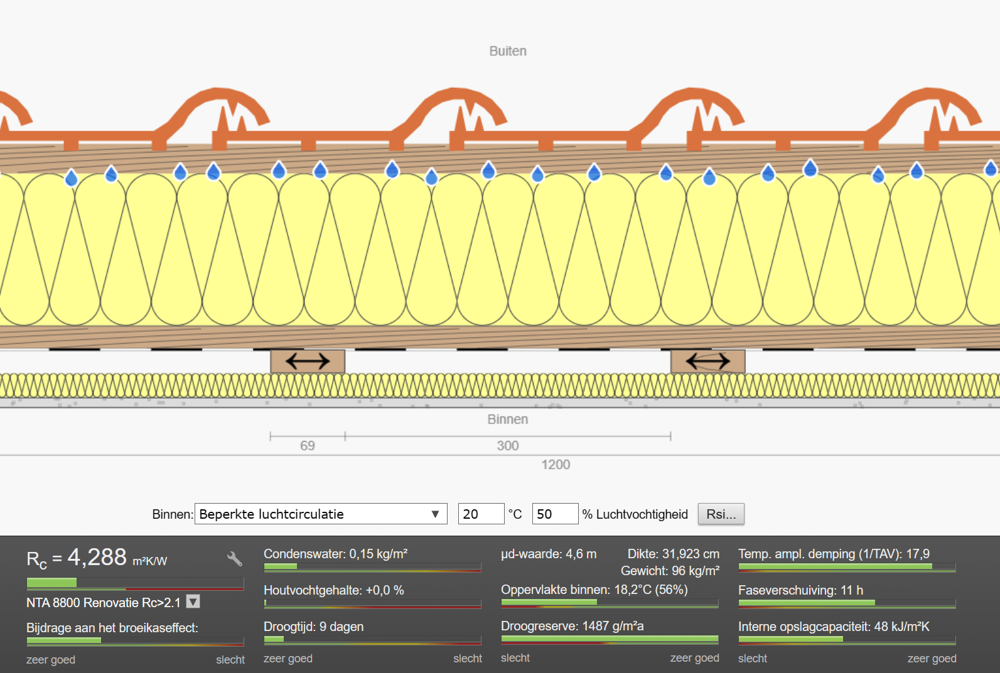 Buiten
Binnen
69
300
1200
Binnen: Beperkte luchtcirculatie ▼ 20 °C 50 % Luchtvochtigheid Rsi...
Rc = 4,288 m²K/W
NTA 8800 Renovatie Rc>2.1 ▼
Bijdrage aan het broeikaseffect:
zeer goed slecht
Condenswater: 0,15 kg/m²
Houtvochtgehalte: +0,0 %
Droogtijd: 9 dagen
zeer goed slecht
µd-waarde: 4,6 m Dikte: 31,923 cm
Gewicht: 96 kg/m²
Oppervlakte binnen: 18,2°C (56%)
Droogreserve: 1487 g/m²a
slecht zeer goed
Temp. ampl. demping (1/TAV): 17,9
Faseverschuiving: 11 h
Interne opslagcapaciteit: 48 kJ/m²K
slecht zeer goed